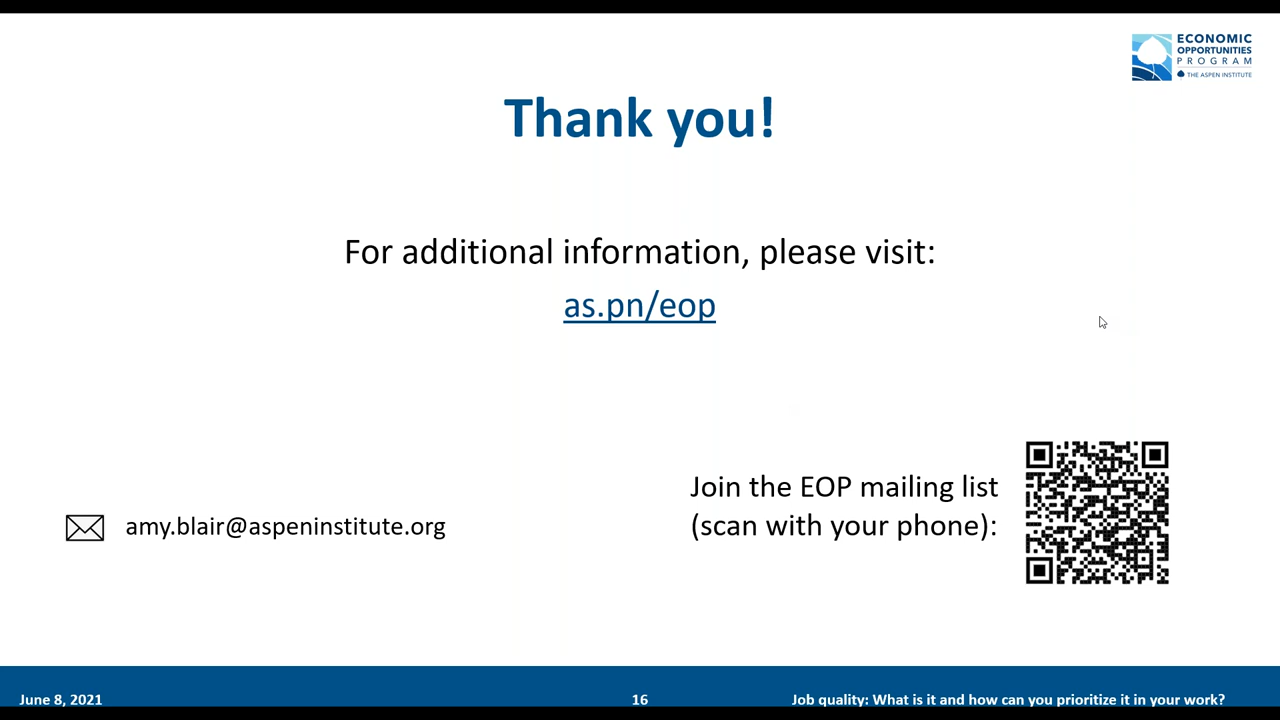 ECONOMIC
OPPORTUNITIES
PROGRAM
THE ASPEN INSTITUTE
Thank you!
For additional information, please visit:
as.pn/eop
Join the EOP mailing list
(scan with your phone):
amy.blair@aspeninstitute.org
June 8, 2021
16
Job quality: What is it and how can you prioritize it in your work?